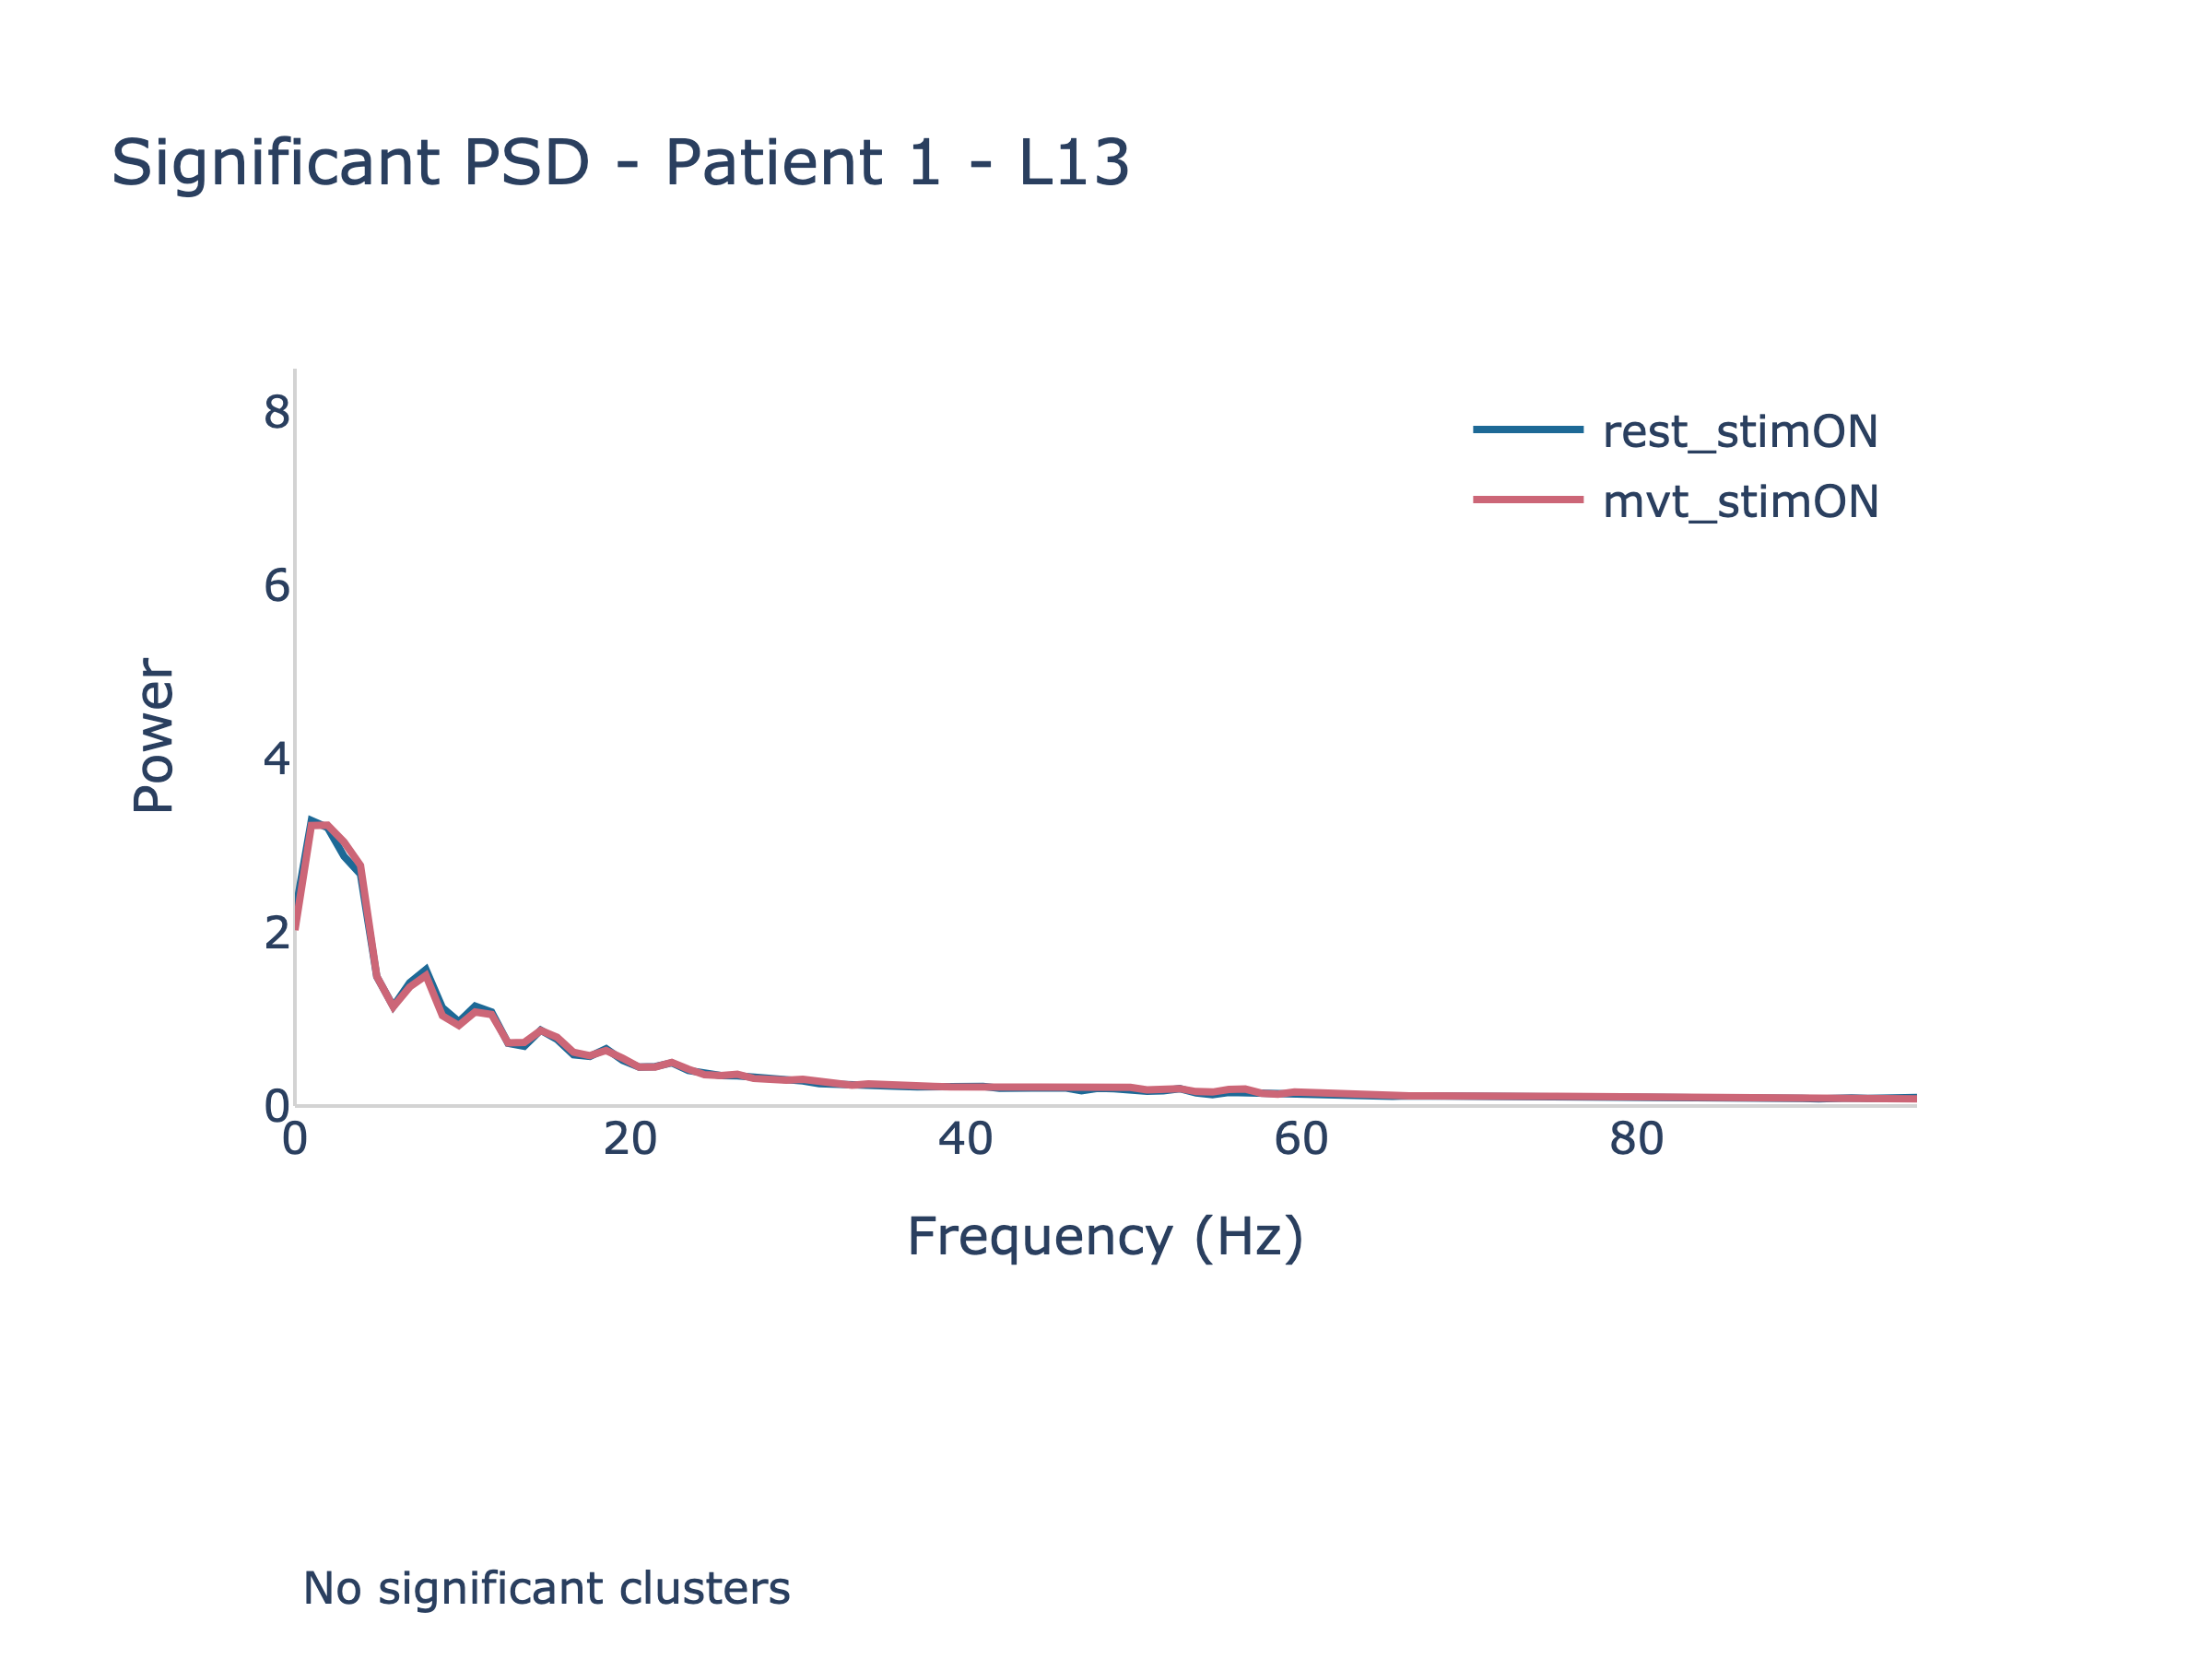 Significant PSD - Patient 1 - L13
8
6
4
2
0
Power
rest_stimON
mvt_stimON
0 20 40 60 80
Frequency (Hz)
No significant clusters